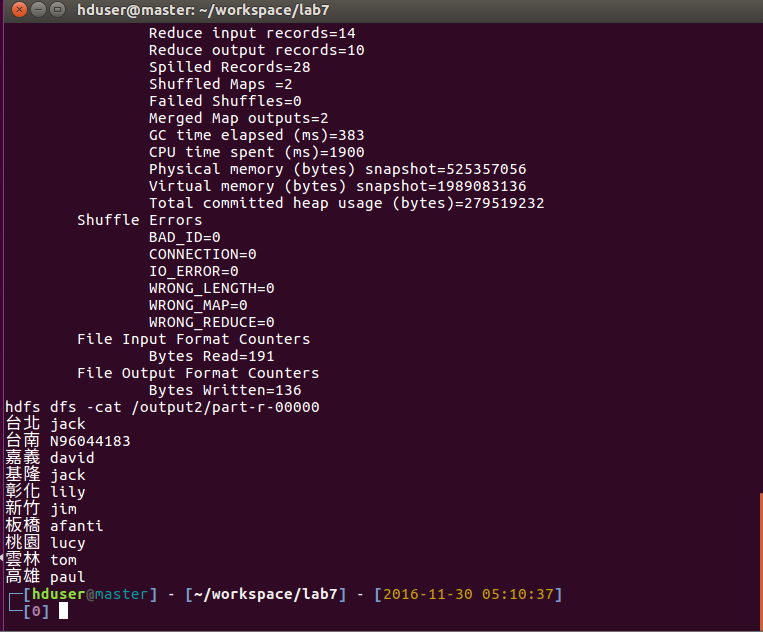 hduser@master: ~/workspace/lab7
Reduce input records=14
Reduce output records=10
Spilled Records=28
Shuffled Maps =2
Failed Shuffles=0
Merged Map outputs=2
GC time elapsed (ms)=383
CPU time spent (ms)=1900
Physical memory (bytes) snapshot=525357056
Virtual memory (bytes) snapshot=1989083136
Total committed heap usage (bytes)=279519232
Shuffle Errors
BAD_ID=0
CONNECTION=0
IO_ERROR=0
WRONG_LENGTH=0
WRONG_MAP=0
WRONG_REDUCE=0
File Input Format Counters
Bytes Read=191
File Output Format Counters
Bytes Written=136
hdfs dfs -cat /output2/part-r-00000
台北 jack
台南 N96044183
嘉義 david
基隆 jack
彰化 lily
新竹 jim
板橋 afanti
桃園 lucy
雲林 tom
高雄 paul
┌─[hduser@master] - [~/workspace/lab7] - [2016-11-30 05:10:37]
└─[0]